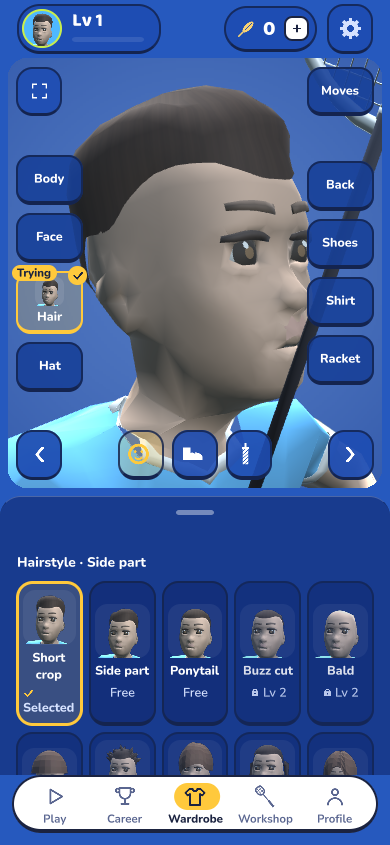 Lv 1
0
+
Moves
Body
Back
Face
Shoes
Trying
Hair
Shirt
Hat
Racket
Hairstyle · Side part
Short crop
Selected
Side part
Free
Ponytail
Free
Buzz cut
Lv 2
Bald
Lv 2
Play
Career
Wardrobe
Workshop
Profile